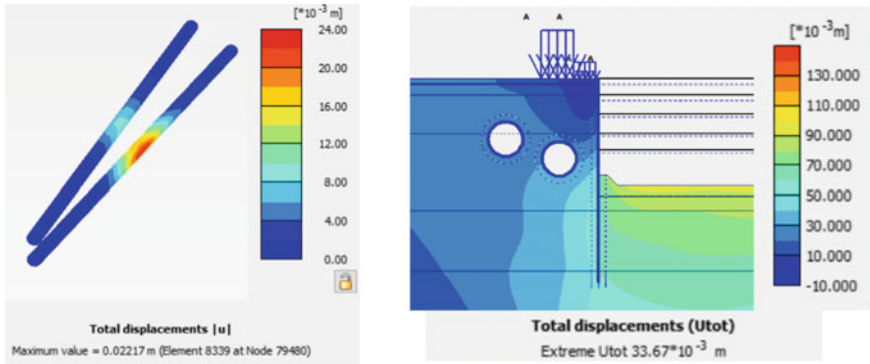 [*10 -3 m]
24.00
20.00
16.00
12.00
8.00
4.00
0.00
Total displacements |u|
Maximum value = 0.02217 m (Element 8339 at Node 79480)
A A
A A
[*10 -3 m]
130.000
110.000
90.000
70.000
50.000
30.000
10.000
-10.000
Total displacements (Utot)
Extreme Utot 33.67*10 -3 m